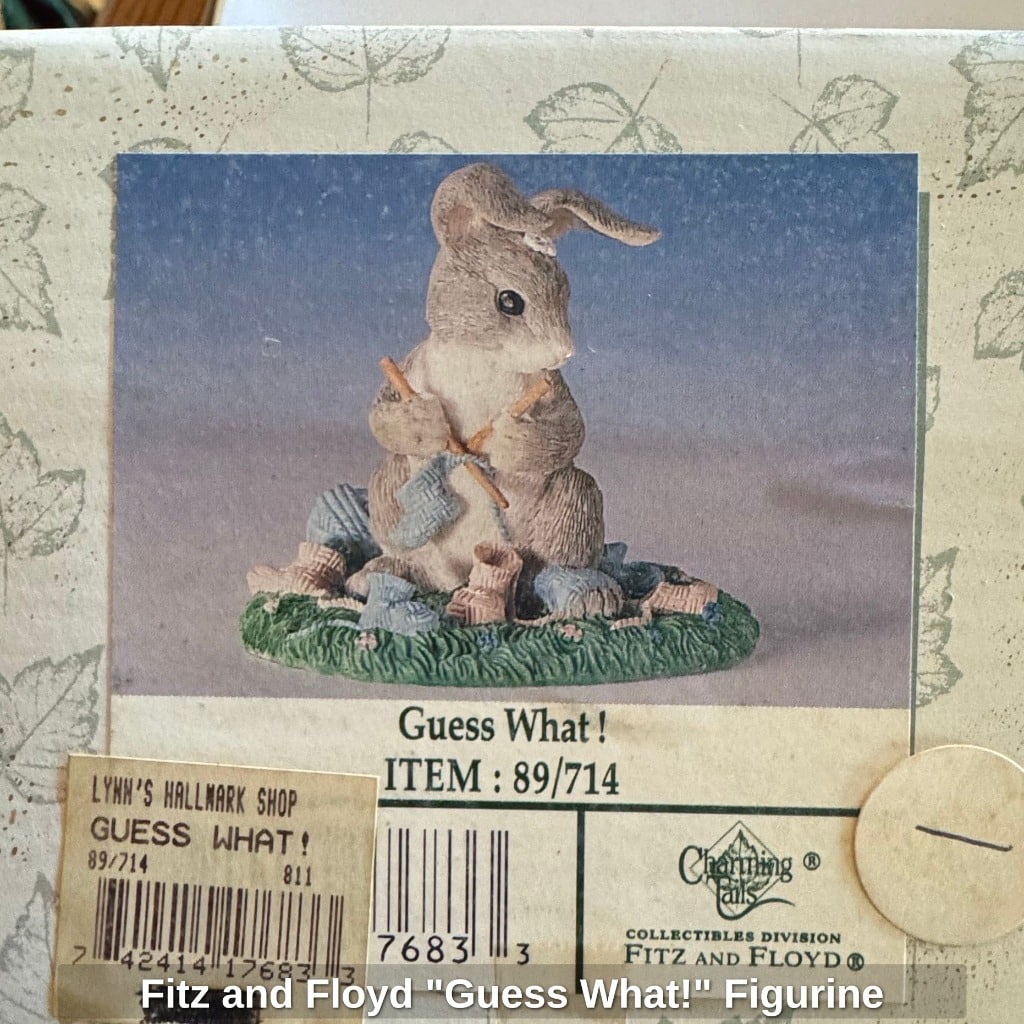 Guess What!
ITEM : 89/714
LYNN'S HALLMARK SHOP
GUESS WHAT!
89/714 811
7 42414 17683 3
7683 3
Charming Tails ®
COLLECTIBLES DIVISION
FITZ AND FLOYD ®
Fitz and Floyd "Guess What!" Figurine